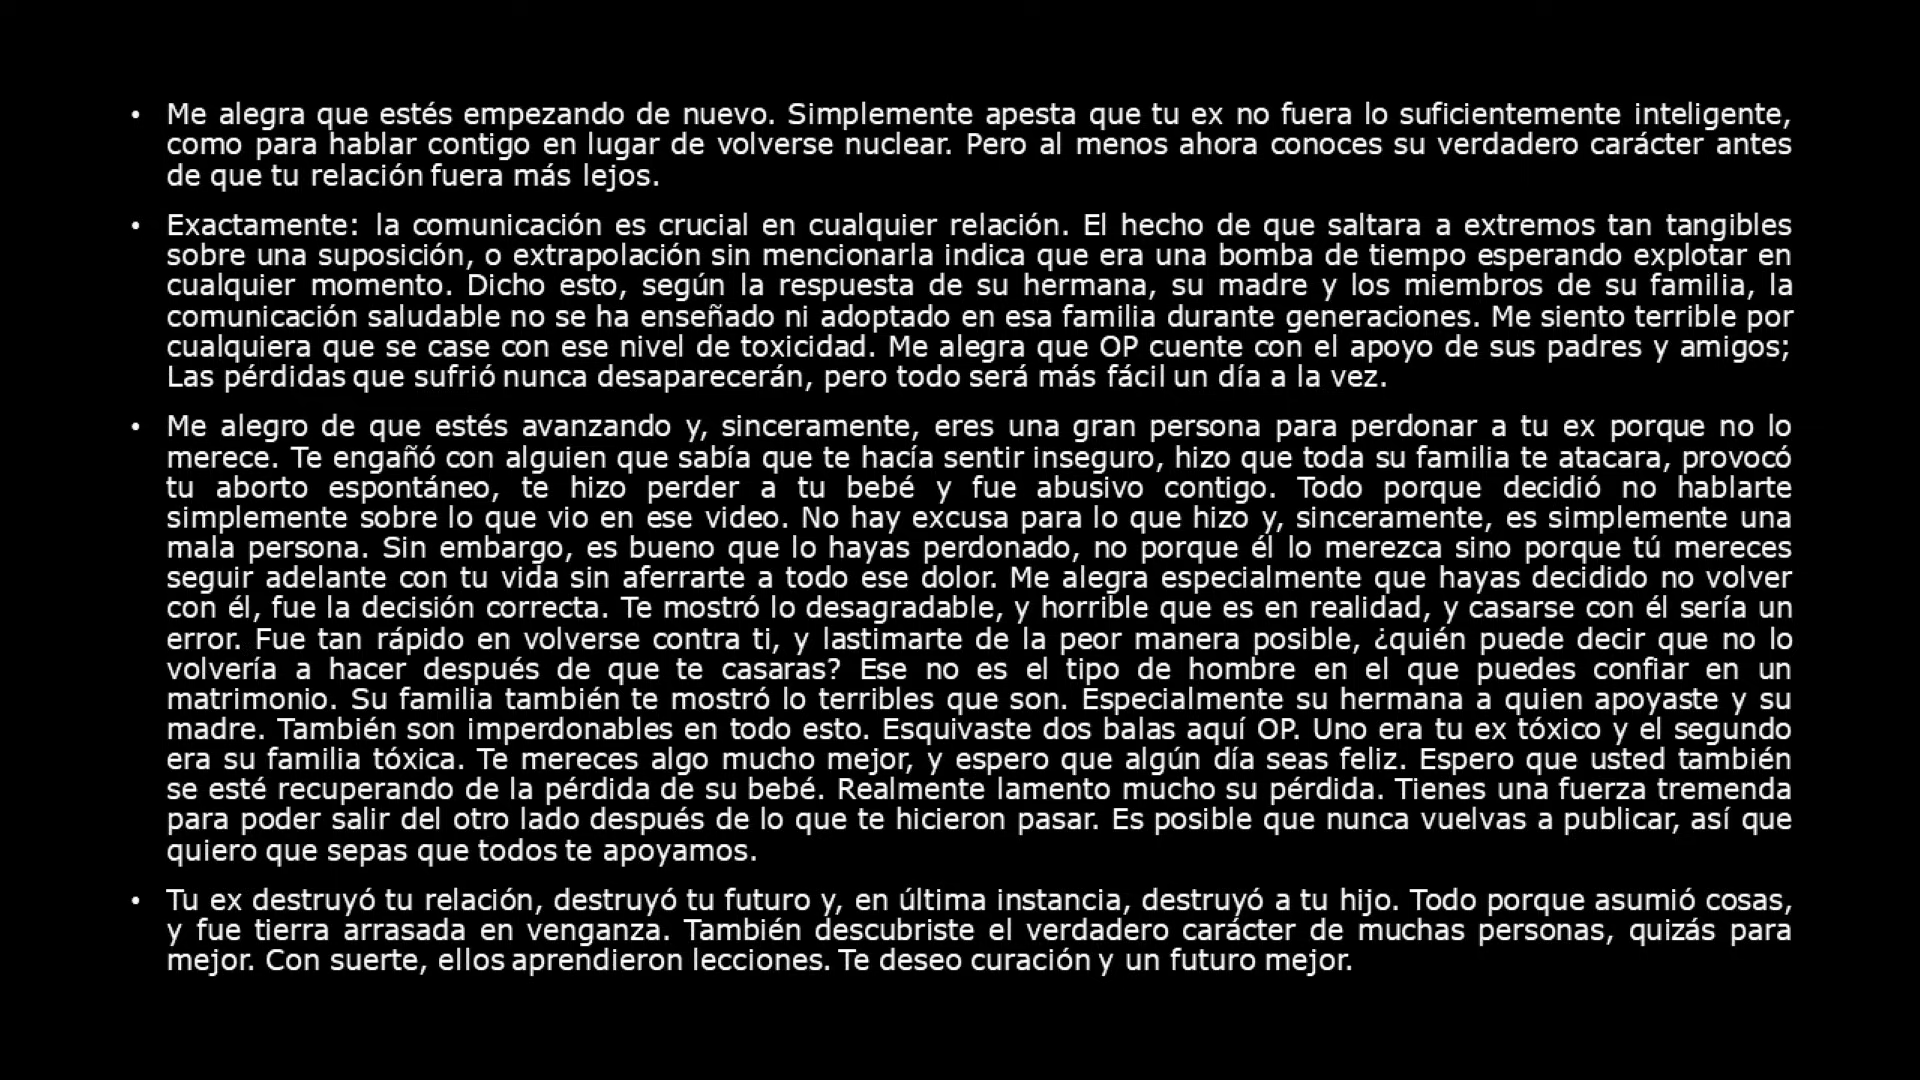 • Me alegra que estés empezando de nuevo. Simplemente apesta que tu ex no fuera lo suficientemente inteligente,
como para hablar contigo en lugar de volverse nuclear. Pero al menos ahora conoces su verdadero carácter antes
de que tu relación fuera más lejos.
• Exactamente: la comunicación es crucial en cualquier relación. El hecho de que saltara a extremos tan tangibles
sobre una suposición, o extrapolación sin mencionarla indica que era una bomba de tiempo esperando explotar en
cualquier momento. Dicho esto, según la respuesta de su hermana, su madre y los miembros de su familia, la
comunicación saludable no se ha enseñado ni adoptado en esa familia durante generaciones. Me siento terrible por
cualquiera que se case con ese nivel de toxicidad. Me alegra que OP cuente con el apoyo de sus padres y amigos;
Las pérdidas que sufrió nunca desaparecerán, pero todo será más fácil un día a la vez.
• Me alegro de que estés avanzando y, sinceramente, eres una gran persona para perdonar a tu ex porque no lo
merece. Te engañó con alguien que sabía que te hacía sentir inseguro, hizo que toda su familia te atacara, provocó
tu aborto espontáneo, te hizo perder a tu bebé y fue abusivo contigo. Todo porque decidió no hablarte
simplemente sobre lo que vio en ese video. No hay excusa para lo que hizo y, sinceramente, es simplemente una
mala persona. Sin embargo, es bueno que lo hayas perdonado, no porque él lo merezca sino porque tú mereces
seguir adelante con tu vida sin aferrarte a todo ese dolor. Me alegra especialmente que hayas decidido no volver
con él, fue la decisión correcta. Te mostró lo desagradable, y horrible que es en realidad, y casarse con él sería un
error. Fue tan rápido en volverse contra ti, y lastimarte de la peor manera posible, ¿quién puede decir que no lo
volvería a hacer después de que te casaras? Ese no es el tipo de hombre en el que puedes confiar en un
matrimonio. Su familia también te mostró lo terribles que son. Especialmente su hermana a quien apoyaste y su
madre. También son imperdonables en todo esto. Esquivaste dos balas aquí OP. Uno era tu ex tóxico y el segundo
era su familia tóxica. Te mereces algo mucho mejor, y espero que algún día seas feliz. Espero que usted también
se esté recuperando de la pérdida de su bebé. Realmente lamento mucho su pérdida. Tienes una fuerza tremenda
para poder salir del otro lado después de lo que te hicieron pasar. Es posible que nunca vuelvas a publicar, así que
quiero que sepas que todos te apoyamos.
• Tu ex destruyó tu relación, destruyó tu futuro y, en última instancia, destruyó a tu hijo. Todo porque asumió cosas,
y fue tierra arrasada en venganza. También descubriste el verdadero carácter de muchas personas, quizás para
mejor. Con suerte, ellos aprendieron lecciones. Te deseo curación y un futuro mejor.